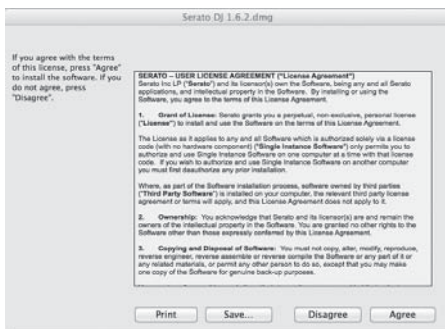 Serato DJ 1.6.2.dmg
If you agree with the terms
of this license, press "Agree"
to install the software. If you
do not agree, press
"Disagree".
SERATO – USER LICENSE AGREEMENT ("License Agreement")
Serato Inc LP ("Serato") and its licensor(s) own the Software, being any and all Serato
applications, and intellectual property in the Software. By installing or using the
Software, you agree to the terms of this License Agreement.
1. Grant of License: Serato grants you a perpetual, non-exclusive, personal license
("License") to install and use the Software on the terms of this License Agreement.
The License as it applies to any and all Software which is authorized solely via a license
code (with no hardware component) ("Single Instance Software") only permits you to
authorize and use Single Instance Software on one computer at a time with that license
code. If you wish to authorize and use Single Instance Software on another computer
you must first deauthorize any prior installation.
Where, as part of the Software installation process, software owned by third parties
("Third Party Software") is installed on your computer, the relevant third party license
agreement or terms will apply, and this License Agreement does not apply to it.
2. Ownership: You acknowledge that Serato and its licensor(s) are and remain the
owners of the intellectual property in the Software. You are granted no other rights to the
Software other than those expressly conferred by this License Agreement.
3. Copying and Disposal of Software: You must not copy, alter, modify, reproduce,
reverse engineer, reverse assemble or reverse compile the Software or any part of it or
any related materials, or permit any other person to do so, except that you may make
one copy of the Software for genuine back-up purposes.
Print Save... Disagree Agree